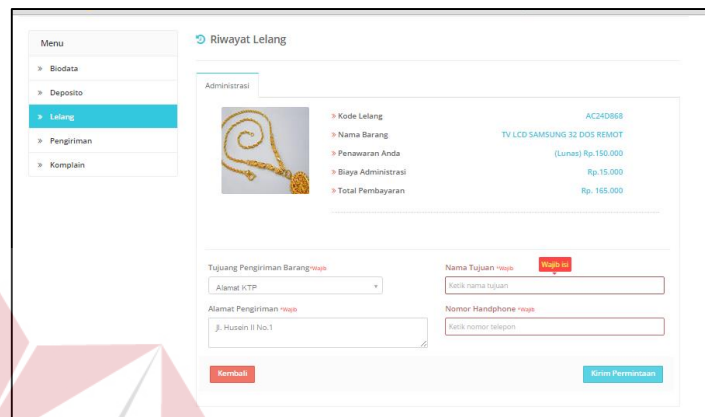 Menu
» Biodata
» Deposito
» Lelang
» Pengiriman
» Komplain
Riwayat Lelang
Administrasi
» Kode Lelang AC24D868
» Nama Barang TV LCD SAMSUNG 32 DOS REMOT
» Penawaran Anda (Lunas) Rp.150.000
» Biaya Administrasi Rp.15.000
» Total Pembayaran Rp. 165.000
Tujuang Pengiriman Barang*Wajib
Alamat KTP
Alamat Pengiriman *Wajib
Jl. Husein II No.1
Nama Tujuan *Wajib
Wajib isi
Ketik nama tujuan
Nomor Handphone *Wajib
Ketik nomor telepon
Kembali
Kirim Permintaan